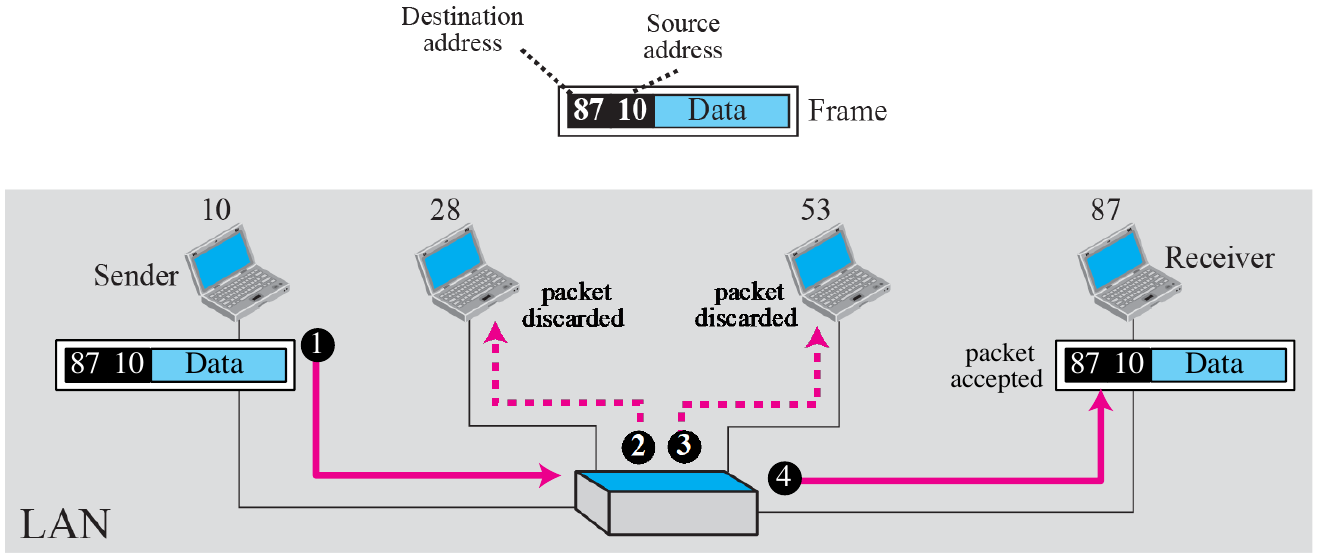 Destination
address
Source
address
87 10 Data
Frame
10
28
53
87
Sender
Receiver
packet
discarded
packet
discarded
1
87 10 Data
packet
accepted
87 10 Data
2
3
4
LAN